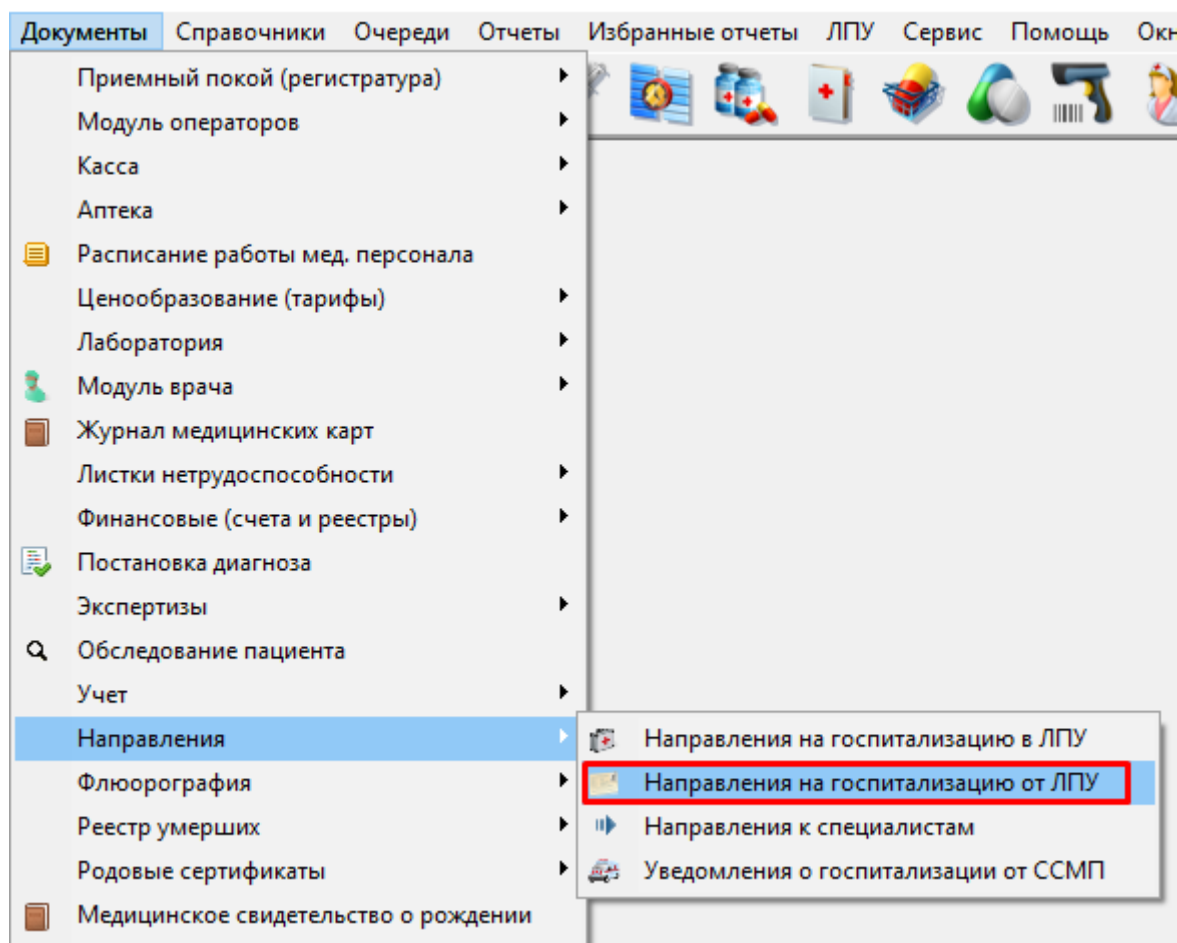 Документы Справочники Очереди Отчеты Избранные отчеты ЛПУ Сервис Помощь Окн
Приемный покой (регистратура)
Модуль операторов
Касса
Аптека
Расписание работы мед. персонала
Ценообразование (тарифы)
Лаборатория
Модуль врача
Журнал медицинских карт
Листки нетрудоспособности
Финансовые (счета и реестры)
Постановка диагноза
Экспертизы
Обследование пациента
Учет
Направления
Направления на госпитализацию в ЛПУ
Направления на госпитализацию от ЛПУ
Направления к специалистам
Уведомления о госпитализации от ССМП
Флюорография
Реестр умерших
Родовые сертификаты
Медицинское свидетельство о рождении